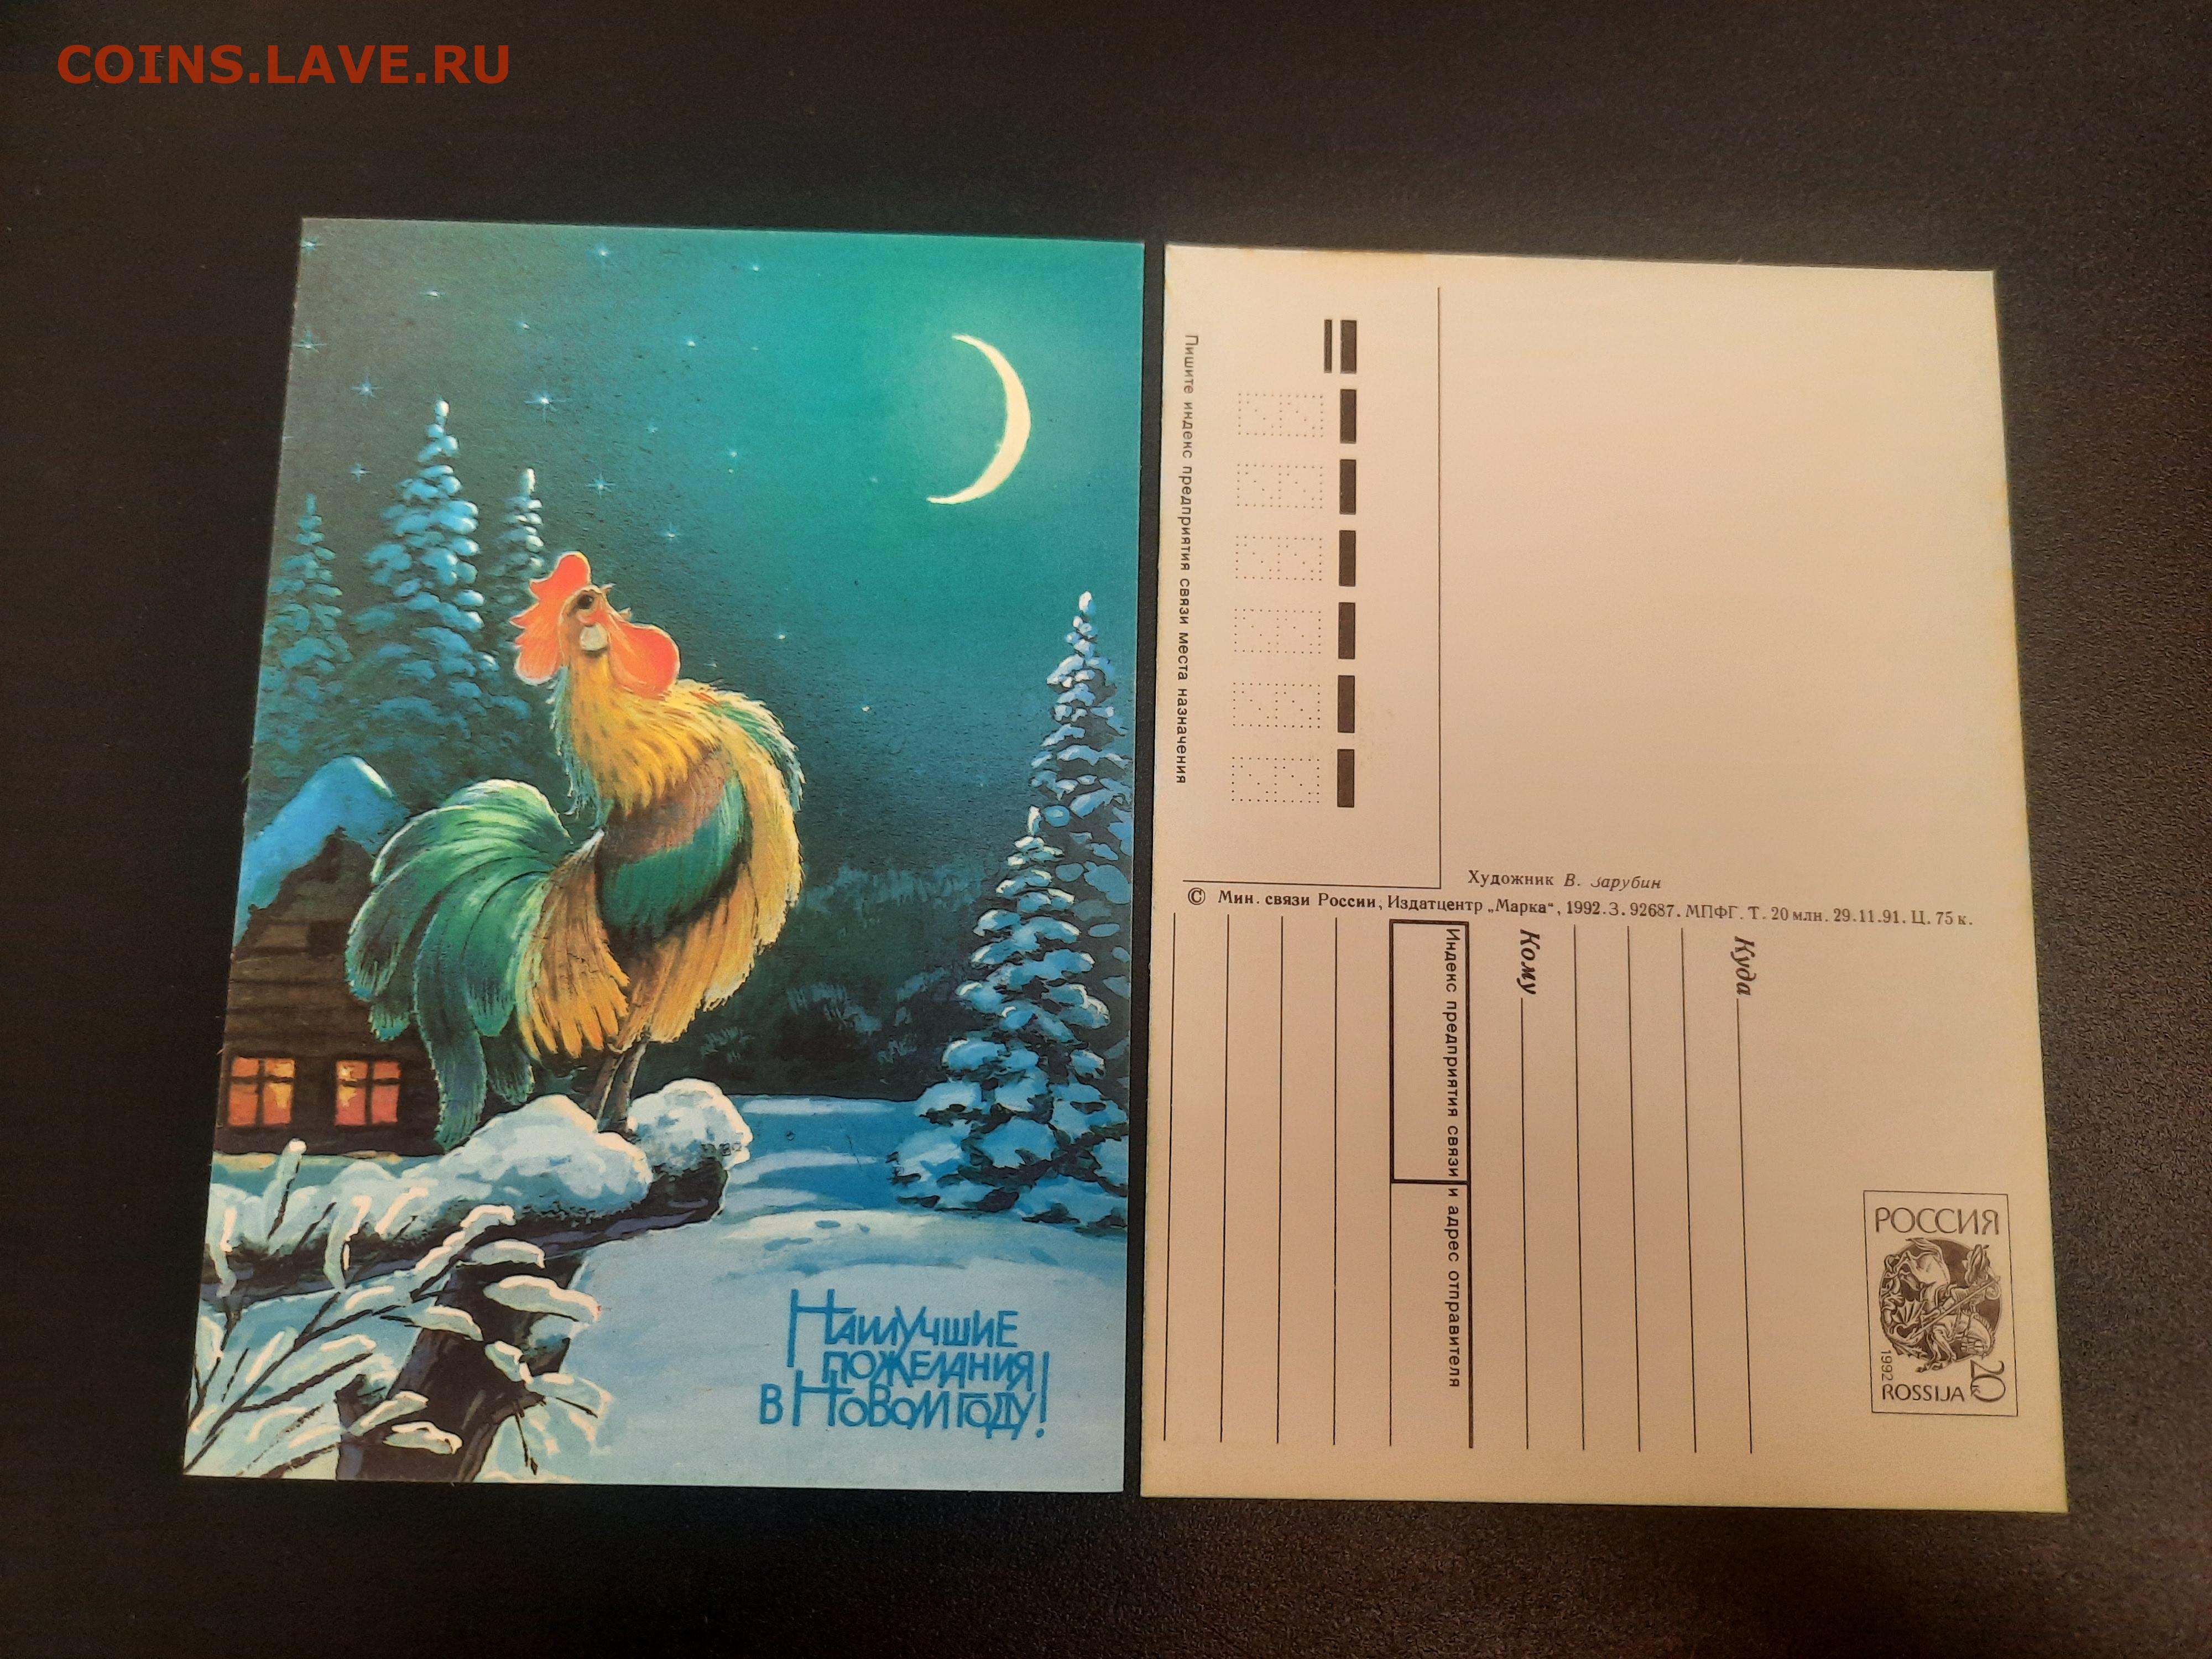 COINS.LAVE.RU
Наилучшие
пожелания
в Новом году!
Пишите индекс предприятия связи места назначения
Художник В. Зарубин
© Мин. связи России, Издатцентр „Марка“, 1992. З. 92687. МПФГ. Т. 20 млн. 29.11.91. Ц. 75 к.
Куда
Кому
Индекс предприятия связи и адрес отправителя
РОССИЯ
1992
20 к
ROSSIJA